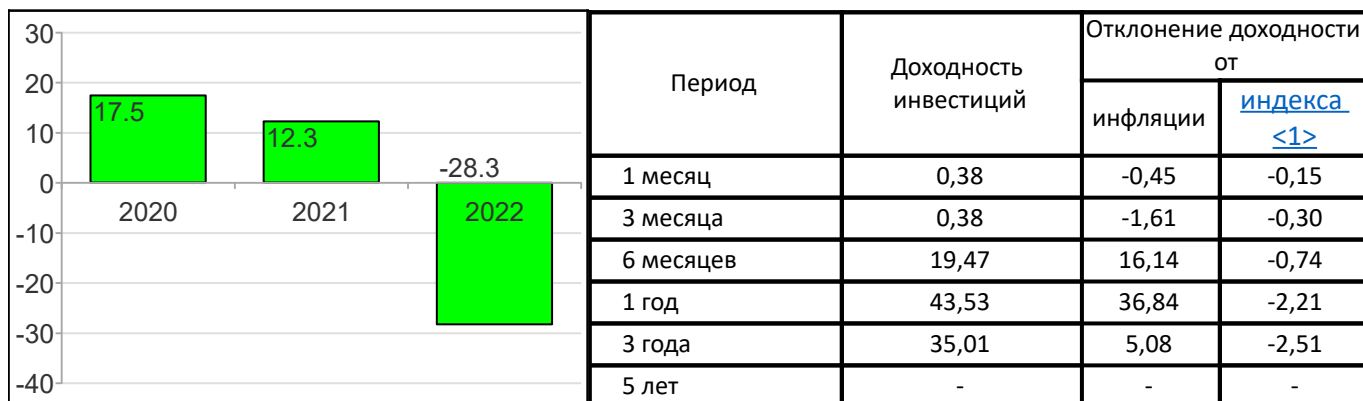 30
20
10
0
-10
-20
-30
-40
17.5
12.3
-28.3
2020
2021
2022
Период
Доходность
инвестиций
Отклонение доходности
от
инфляции
индекса
<1>
1 месяц 0,38 -0,45 -0,15
3 месяца 0,38 -1,61 -0,30
6 месяцев 19,47 16,14 -0,74
1 год 43,53 36,84 -2,21
3 года 35,01 5,08 -2,51
5 лет - - -